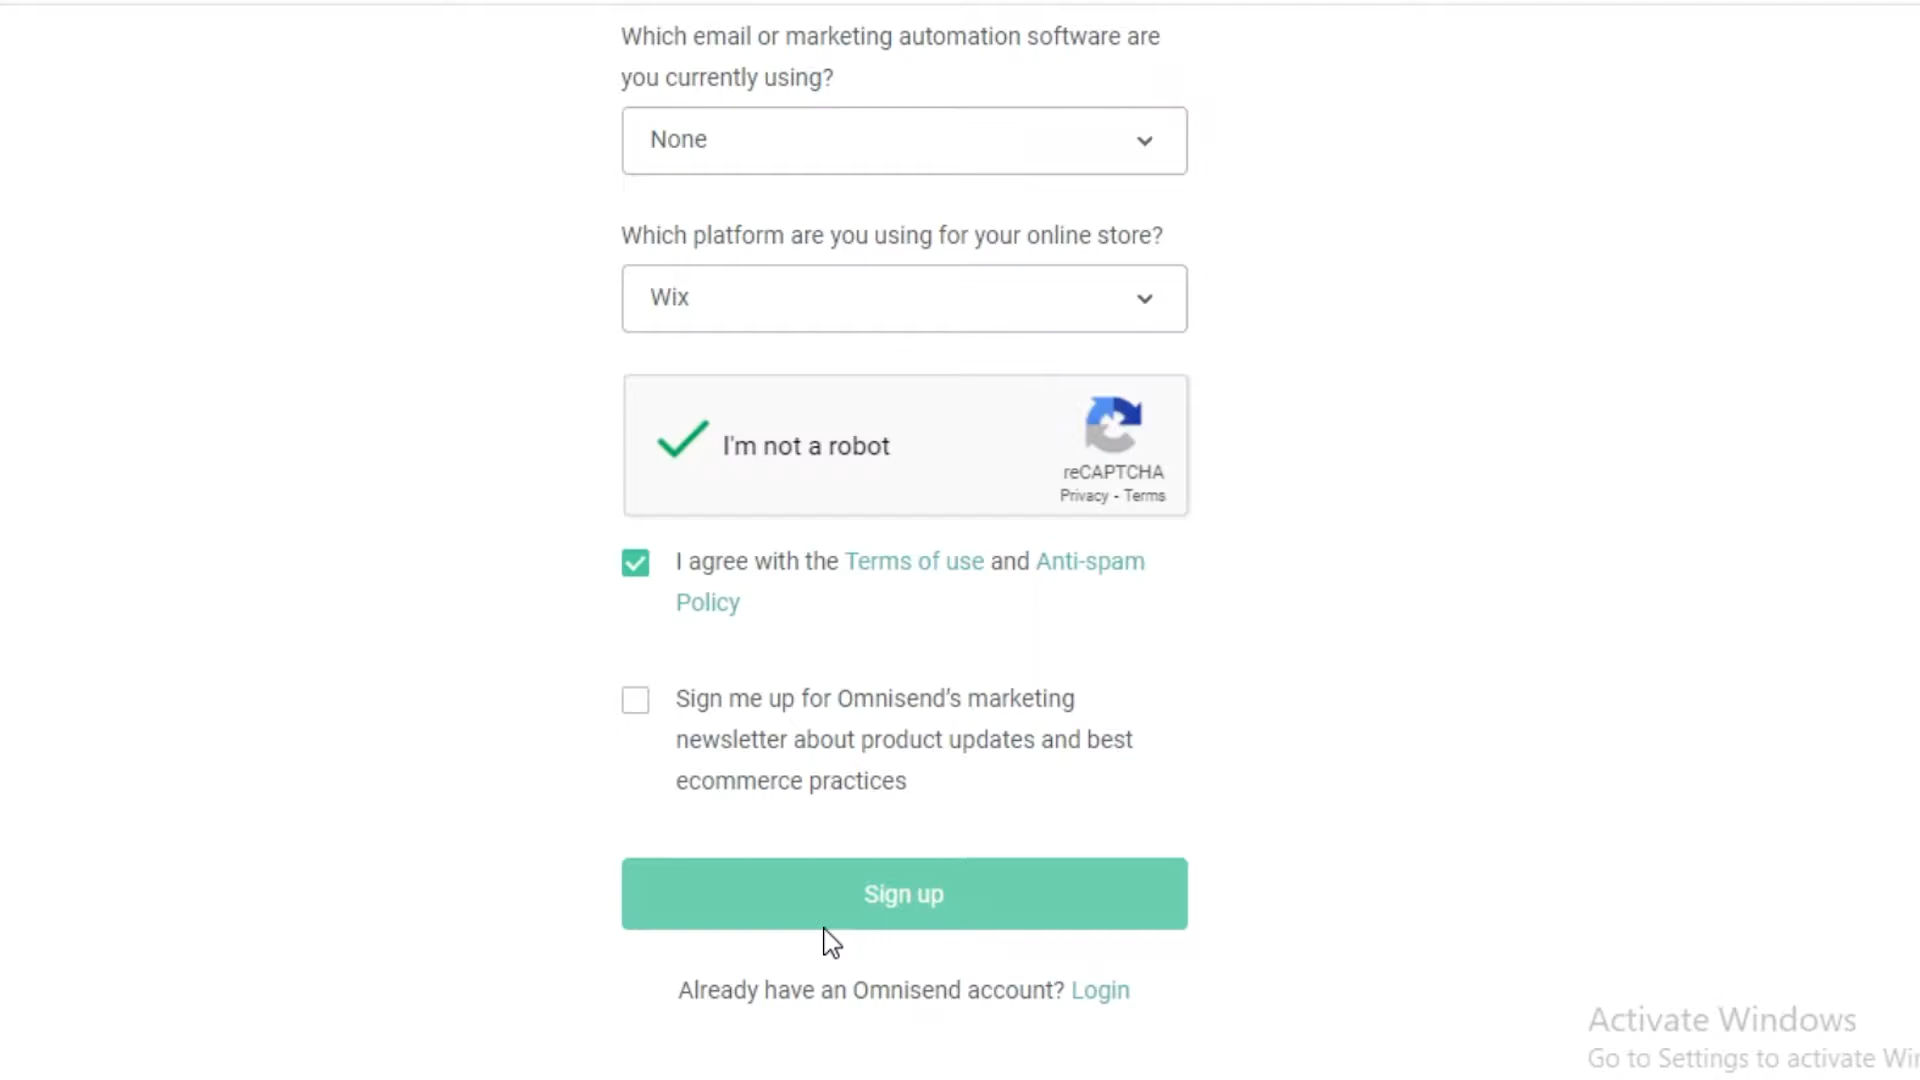 Which email or marketing automation software are
you currently using?
None
Which platform are you using for your online store?
Wix
I'm not a robot
reCAPTCHA
Privacy - Terms
I agree with the Terms of use and Anti-spam
Policy
Sign me up for Omnisend's marketing
newsletter about product updates and best
ecommerce practices
Sign up
Already have an Omnisend account? Login
Activate Windows
Go to Settings to activate